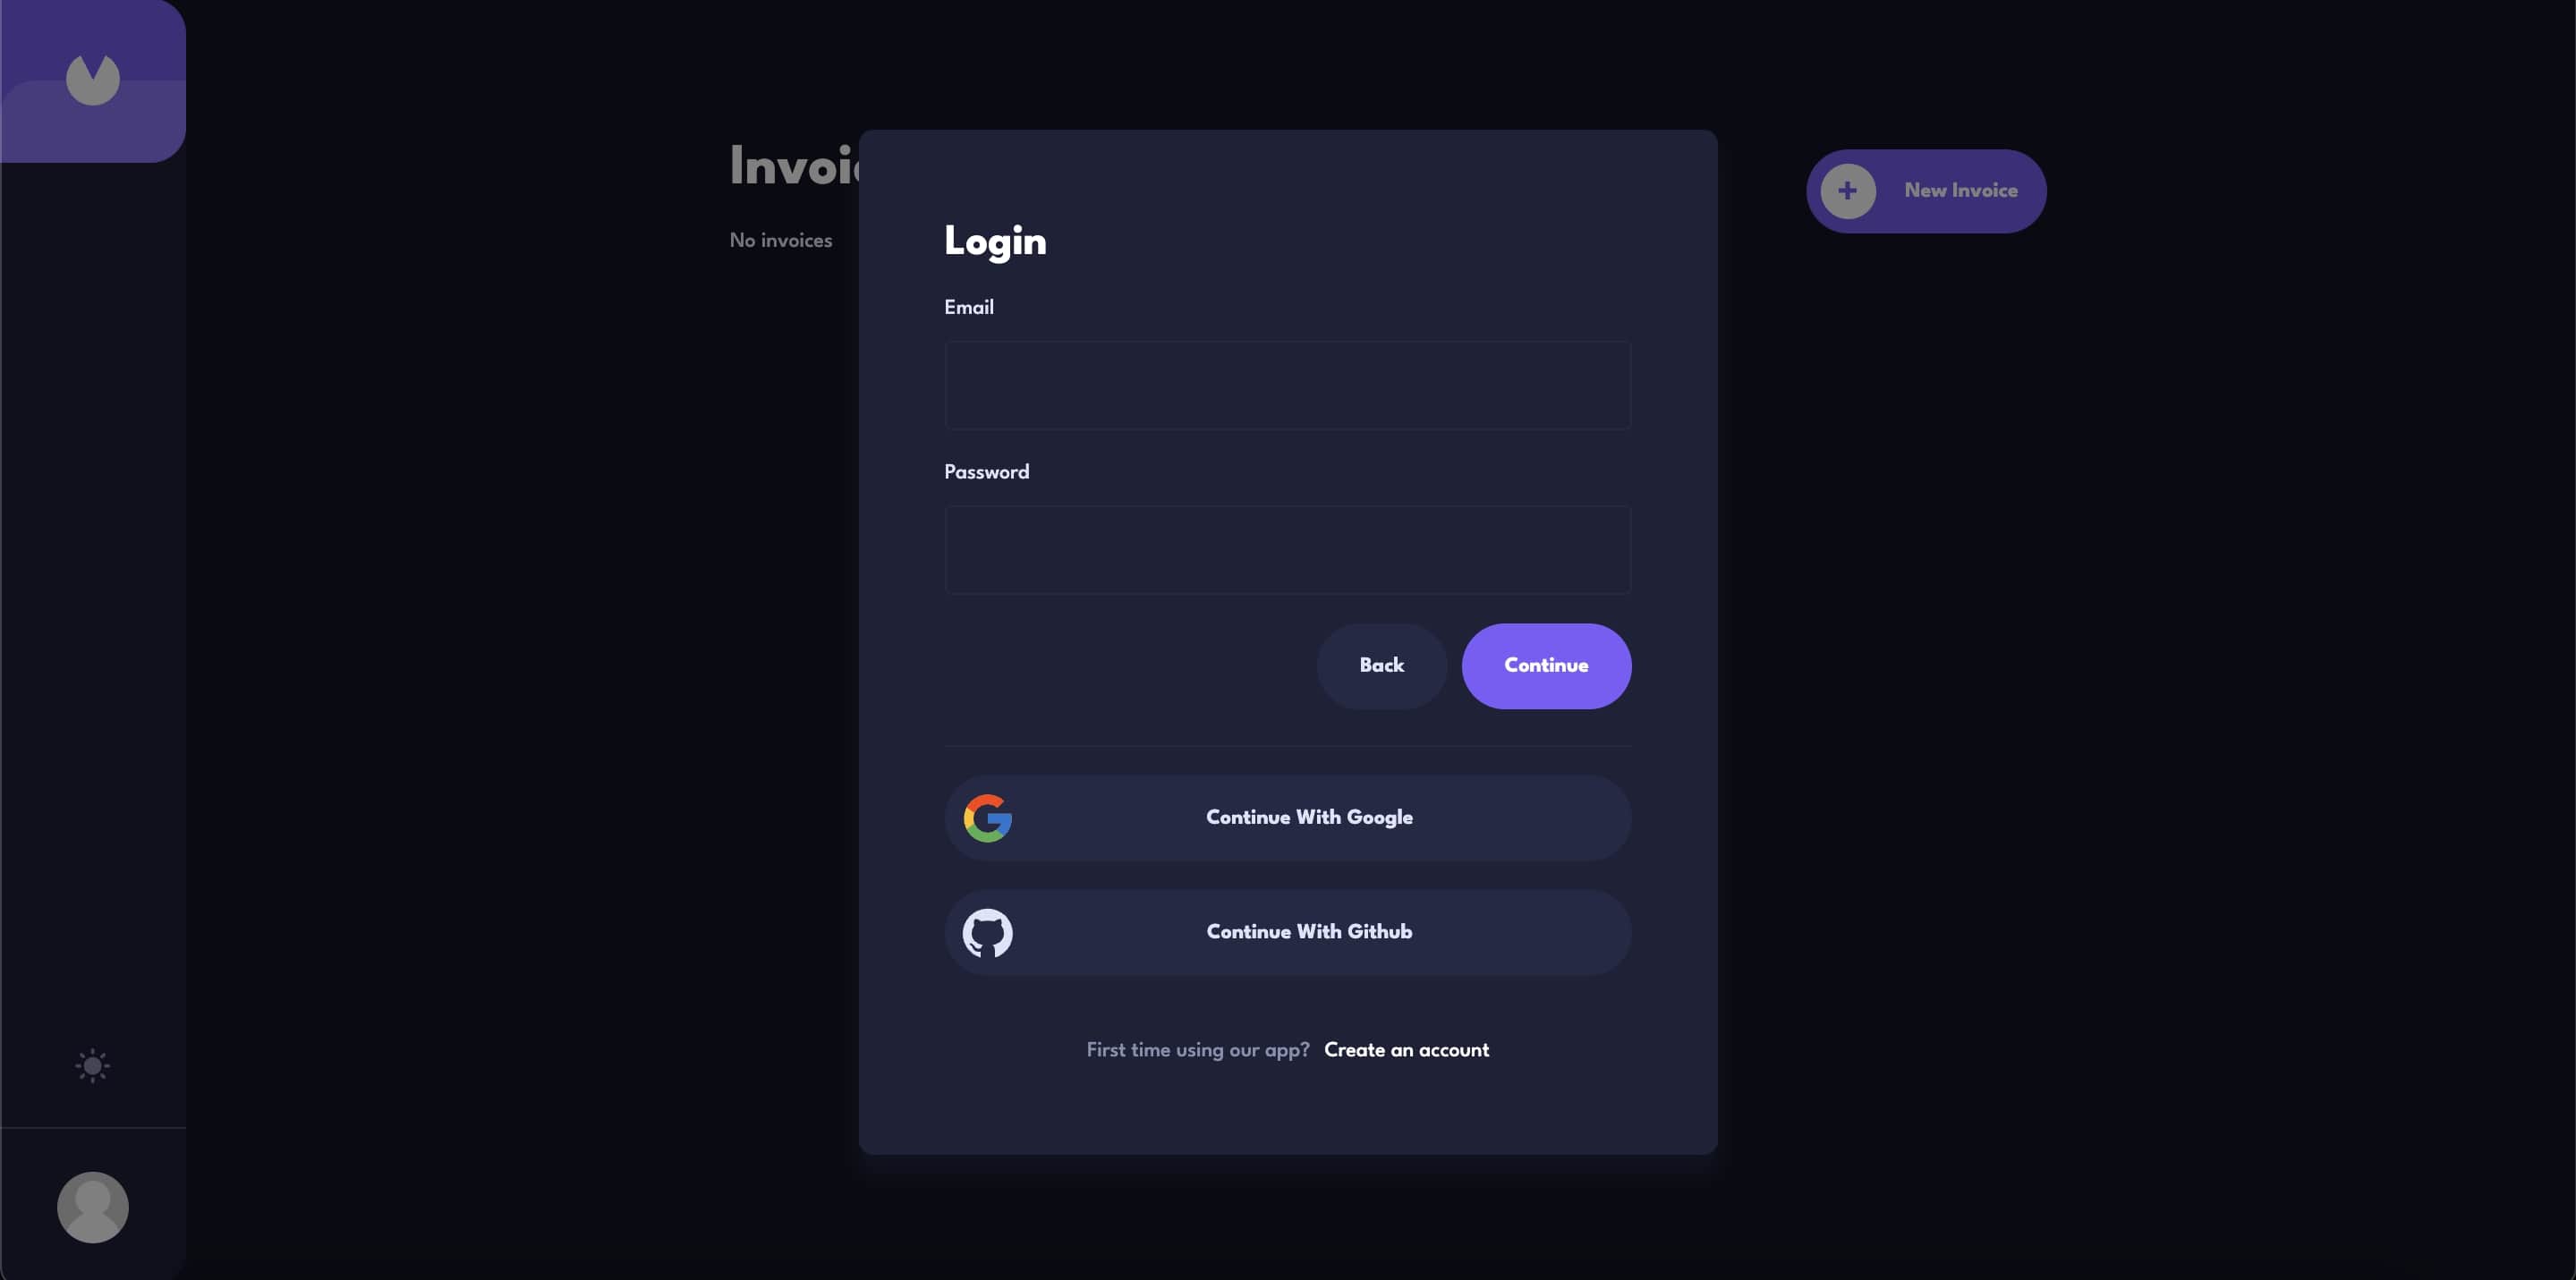 Invoic
No invoices
New Invoice
Login
Email
Password
Back
Continue
Continue With Google
Continue With Github
First time using our app? Create an account